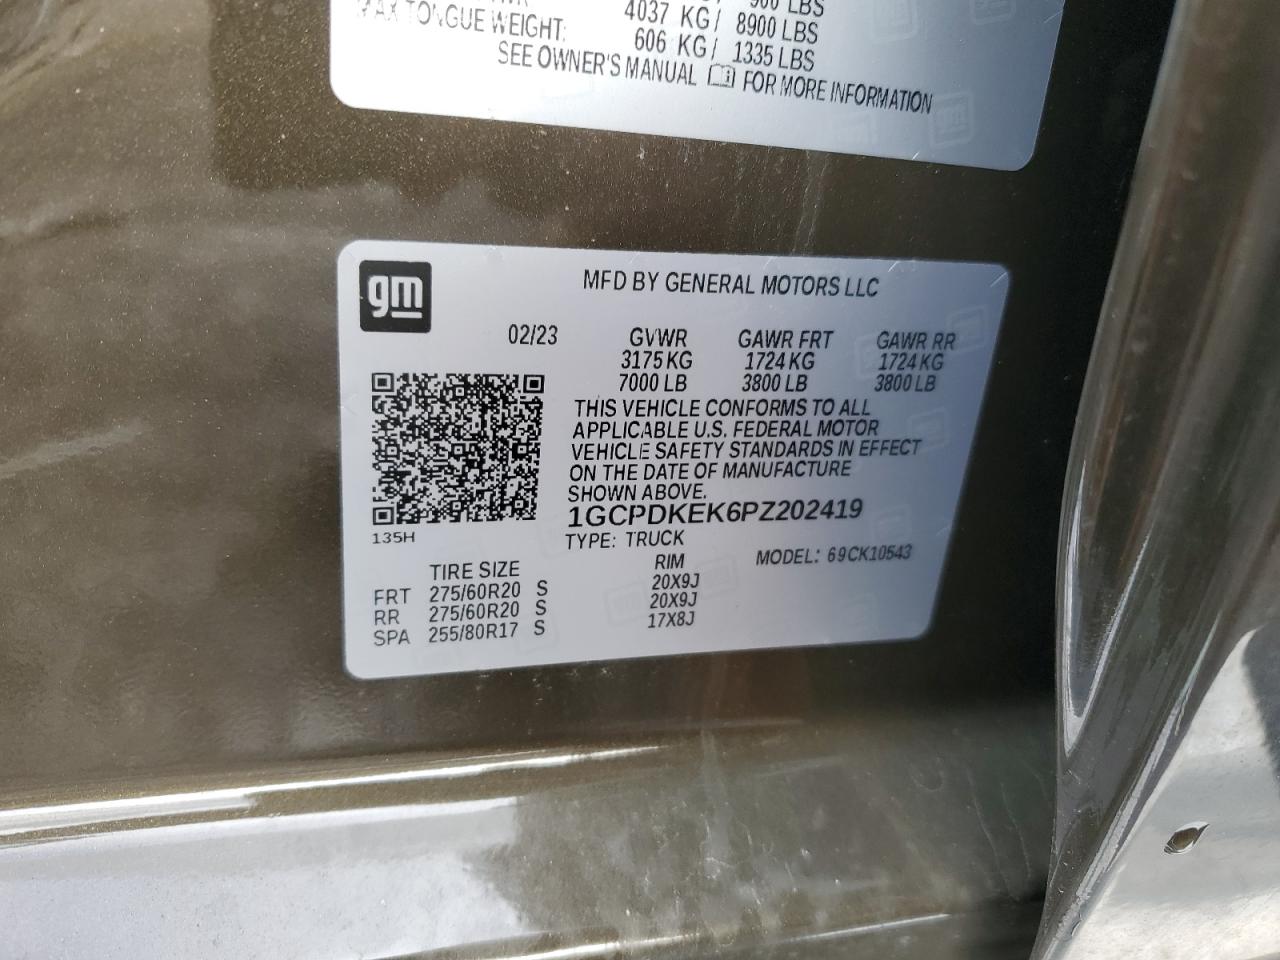 900 LBS
4037 KG/ 8900 LBS
MAX TONGUE WEIGHT: 606 KG/ 1335 LBS
SEE OWNER'S MANUAL FOR MORE INFORMATION
gm
MFD BY GENERAL MOTORS LLC
02/23 GVWR GAWR FRT GAWR RR
3175 KG 1724 KG 1724 KG
7000 LB 3800 LB 3800 LB
THIS VEHICLE CONFORMS TO ALL
APPLICABLE U.S. FEDERAL MOTOR
VEHICLE SAFETY STANDARDS IN EFFECT
ON THE DATE OF MANUFACTURE
SHOWN ABOVE.
1GCPDKEK6PZ202419
135H
TYPE: TRUCK MODEL: 69CK10543
TIRE SIZE RIM
FRT 275/60R20 S 20X9J
RR 275/60R20 S 20X9J
SPA 255/80R17 S 17X8J